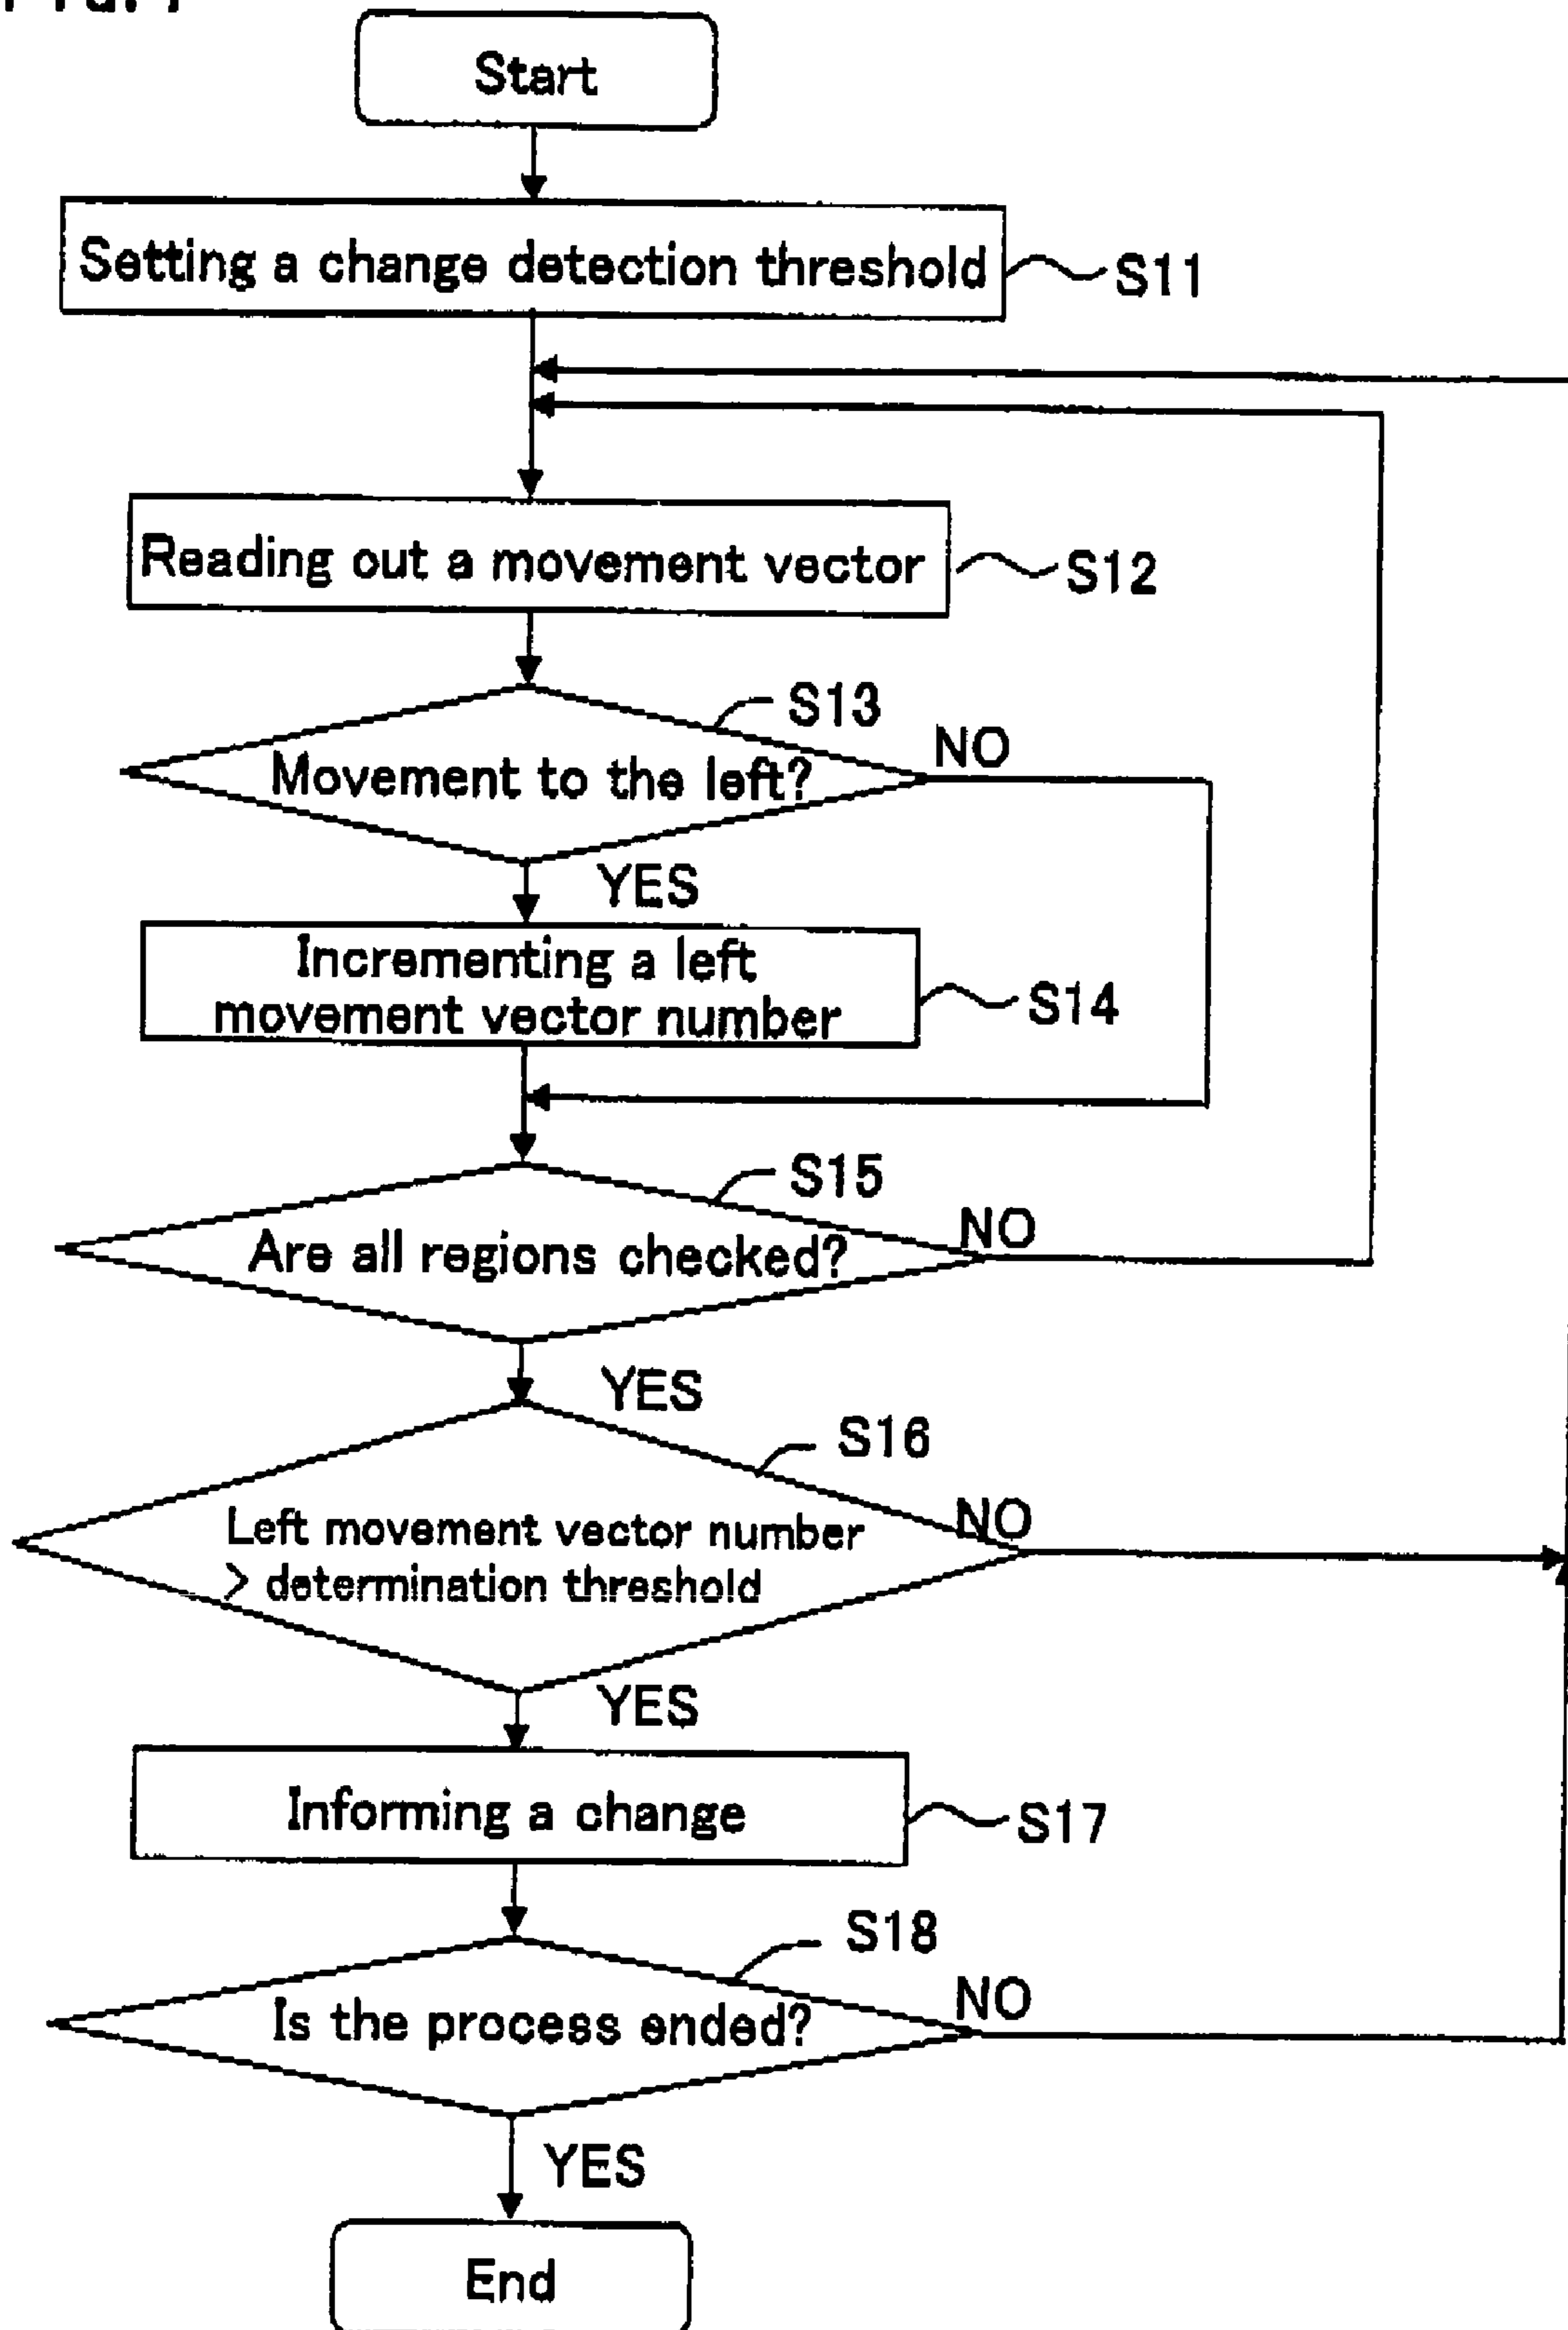 Start
Setting a change detection threshold
S11
Reading out a movement vector
S12
S13
Movement to the left?
NO
YES
Incrementing a left
movement vector number
S14
S15
Are all regions checked?
NO
YES
S16
Left movement vector number
> determination threshold
NO
YES
Informing a change
S17
S18
Is the process ended?
NO
YES
End